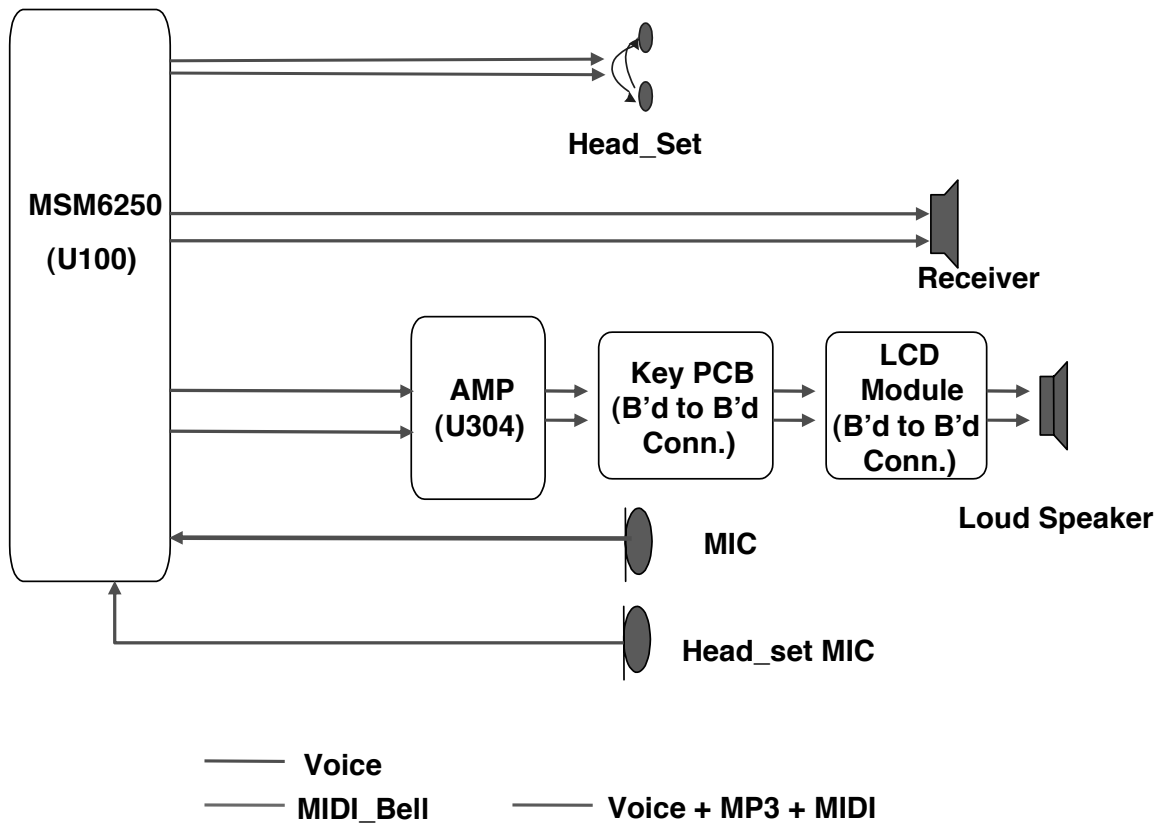 Head_Set
MSM6250
(U100)
Receiver
AMP
(U304)
Key PCB
(B’d to B’d
Conn.)
LCD
Module
(B’d to B’d
Conn.)
Loud Speaker
MIC
Head_set MIC
Voice
MIDI_Bell
Voice + MP3 + MIDI